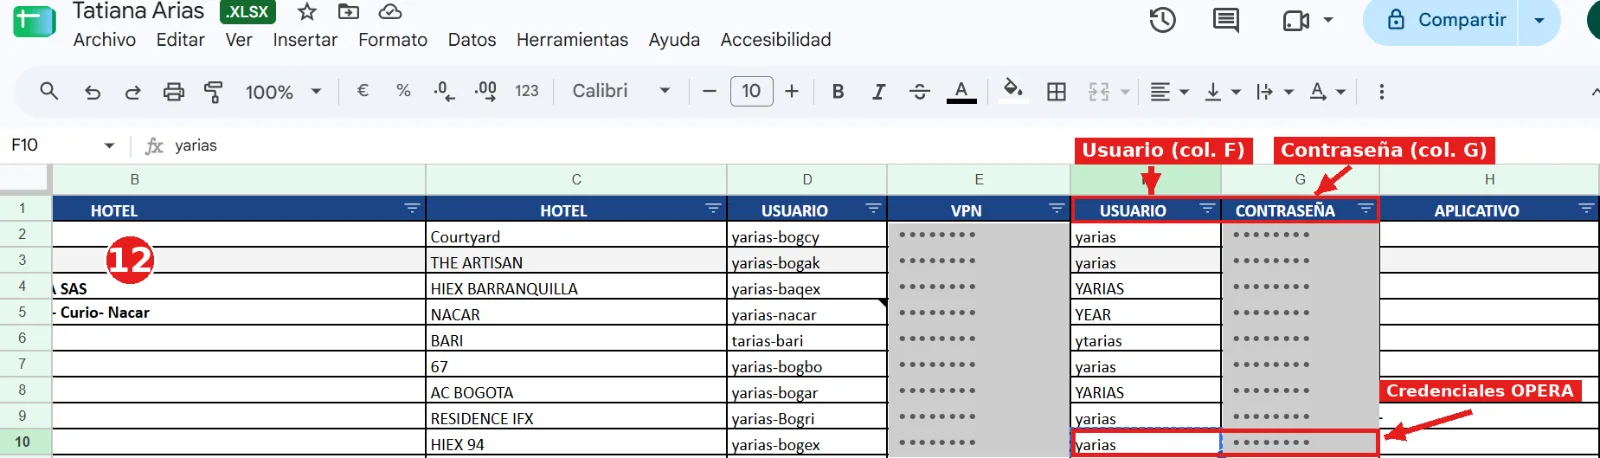 Tatiana Arias .XLSX
Archivo Editar Ver Insertar Formato Datos Herramientas Ayuda Accesibilidad
Compartir
100% € % .0 .00 123 Calibri 10 B I S A A
F10 fx yarias
Usuario (col. F) Contraseña (col. G)
B C D E F G H
1 HOTEL HOTEL USUARIO VPN USUARIO CONTRASEÑA APLICATIVO
2 Courtyard yarias-bogcy •••••••• yarias ••••••••
12
3 THE ARTISAN yarias-bogak •••••••• yarias ••••••••
4 SAS HIEX BARRANQUILLA yarias-baqex •••••••• YARIAS ••••••••
5 - Curio- Nacar NACAR yarias-nacar •••••••• YEAR ••••••••
6 BARI tarias-bari •••••••• ytarias ••••••••
7 67 yarias-bogbo •••••••• yarias ••••••••
8 AC BOGOTA yarias-bogar •••••••• YARIAS ••••••••
Credenciales OPERA
9 RESIDENCE IFX yarias-Bogri •••••••• yarias •••••••• -
10 HIEX 94 yarias-bogex •••••••• yarias ••••••••